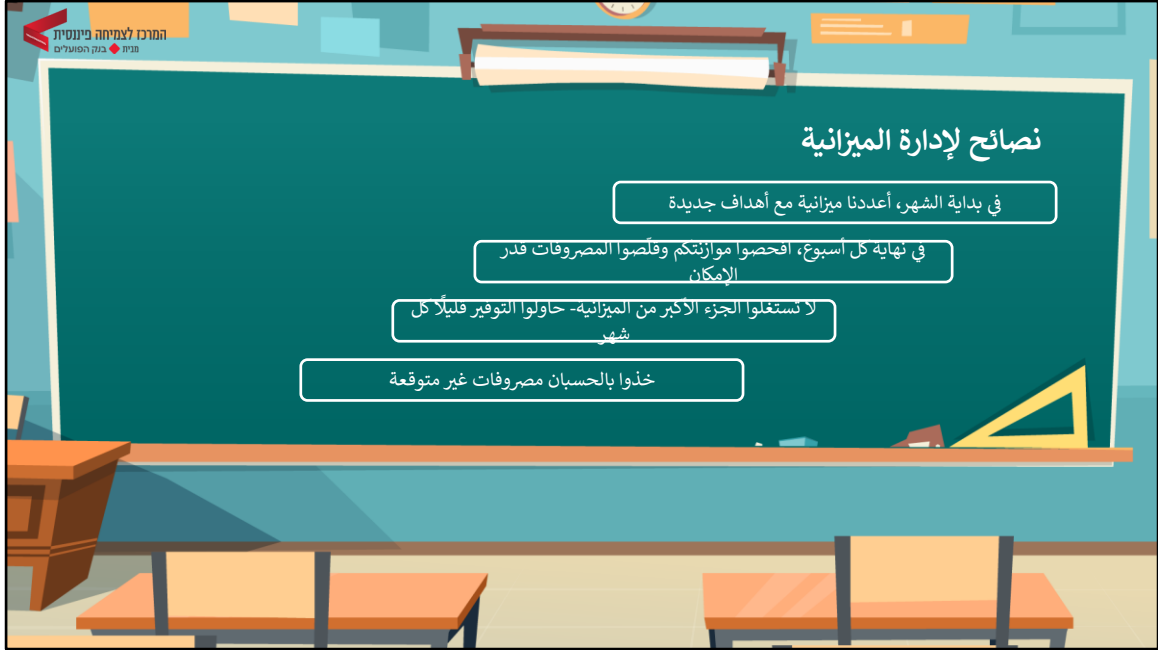 המרכז לצמיחה פיננסית
מבית בנק הפועלים
نصائح لإدارة الميزانية
في بداية الشهر، أعددنا ميزانية مع أهداف جديدة
في نهاية كل أسبوع، افحصوا موازنتكم وقلّصوا المصروفات قدر
الإمكان
لا تستغلوا الجزء الأكبر من الميزانية- حاولوا التوفير قليلًا كل
شهر
خذوا بالحسبان مصروفات غير متوقعة